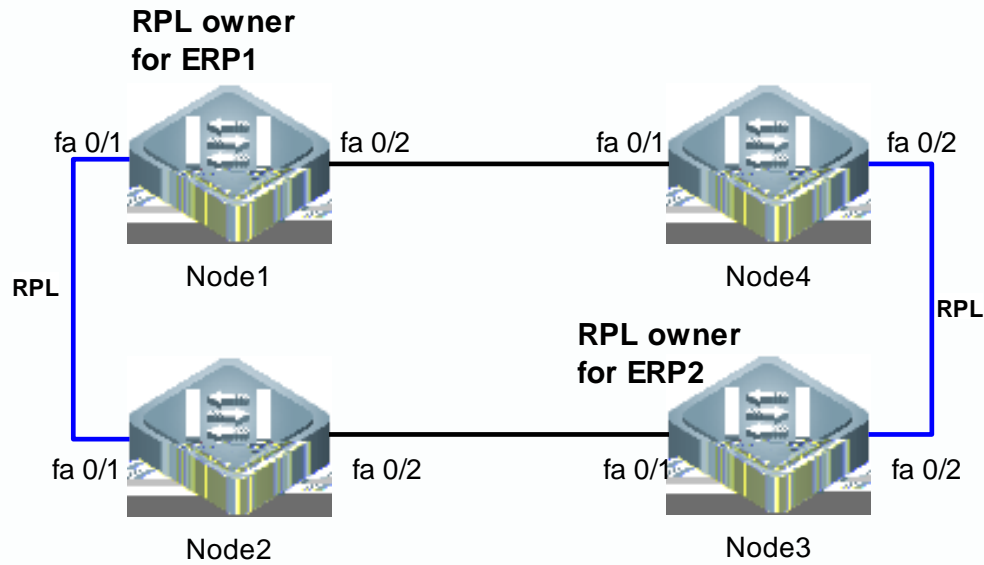 RPL owner
for ERP1
fa 0/1
fa 0/2
fa 0/1
fa 0/2
Node1
Node4
RPL
RPL
RPL owner
for ERP2
fa 0/1
fa 0/2
fa 0/1
fa 0/2
Node2
Node3